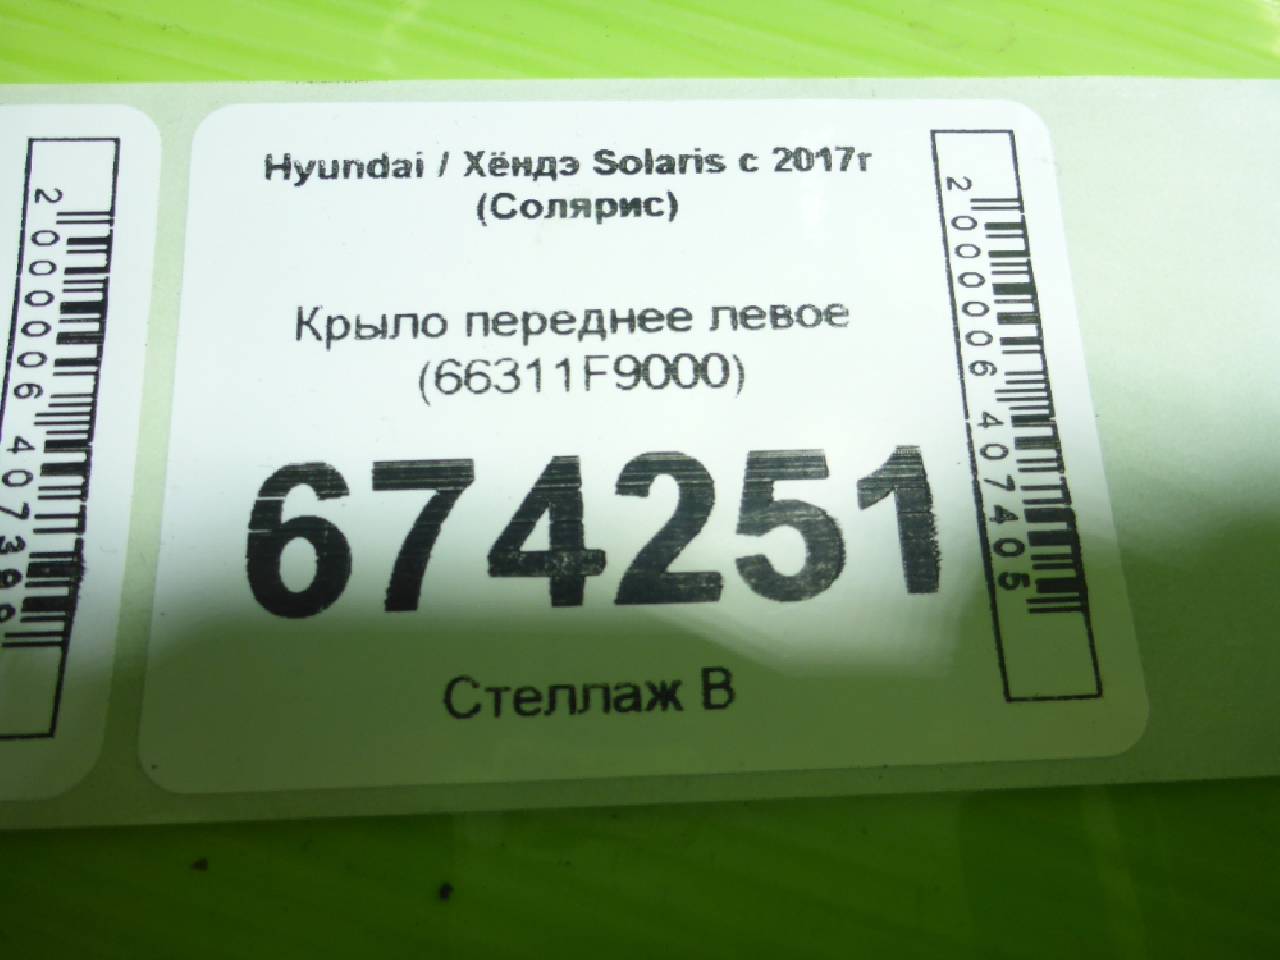 Hyundai / Хёндэ Solaris с 2017г
(Солярис)
Крыло переднее левое
(66311F9000)
674251
Стеллаж В
2000006407405